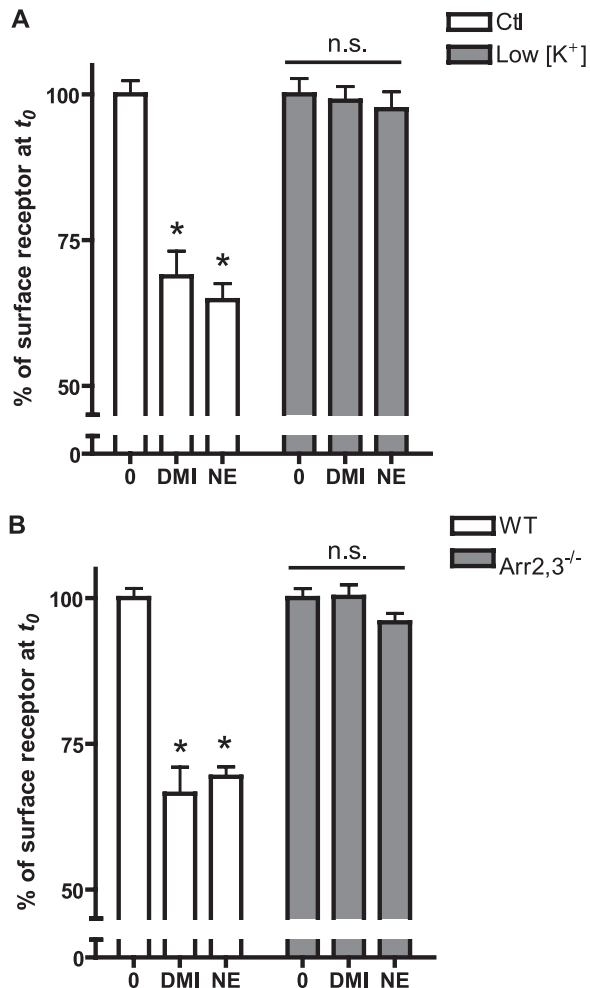 A
Ctl
Low [K⁺]
n.s.
% of surface receptor at t₀
100
75
50
0
*
*
0 DMI NE 0 DMI NE
B
WT
Arr2,3⁻/⁻
n.s.
% of surface receptor at t₀
100
75
50
0
*
*
0 DMI NE 0 DMI NE